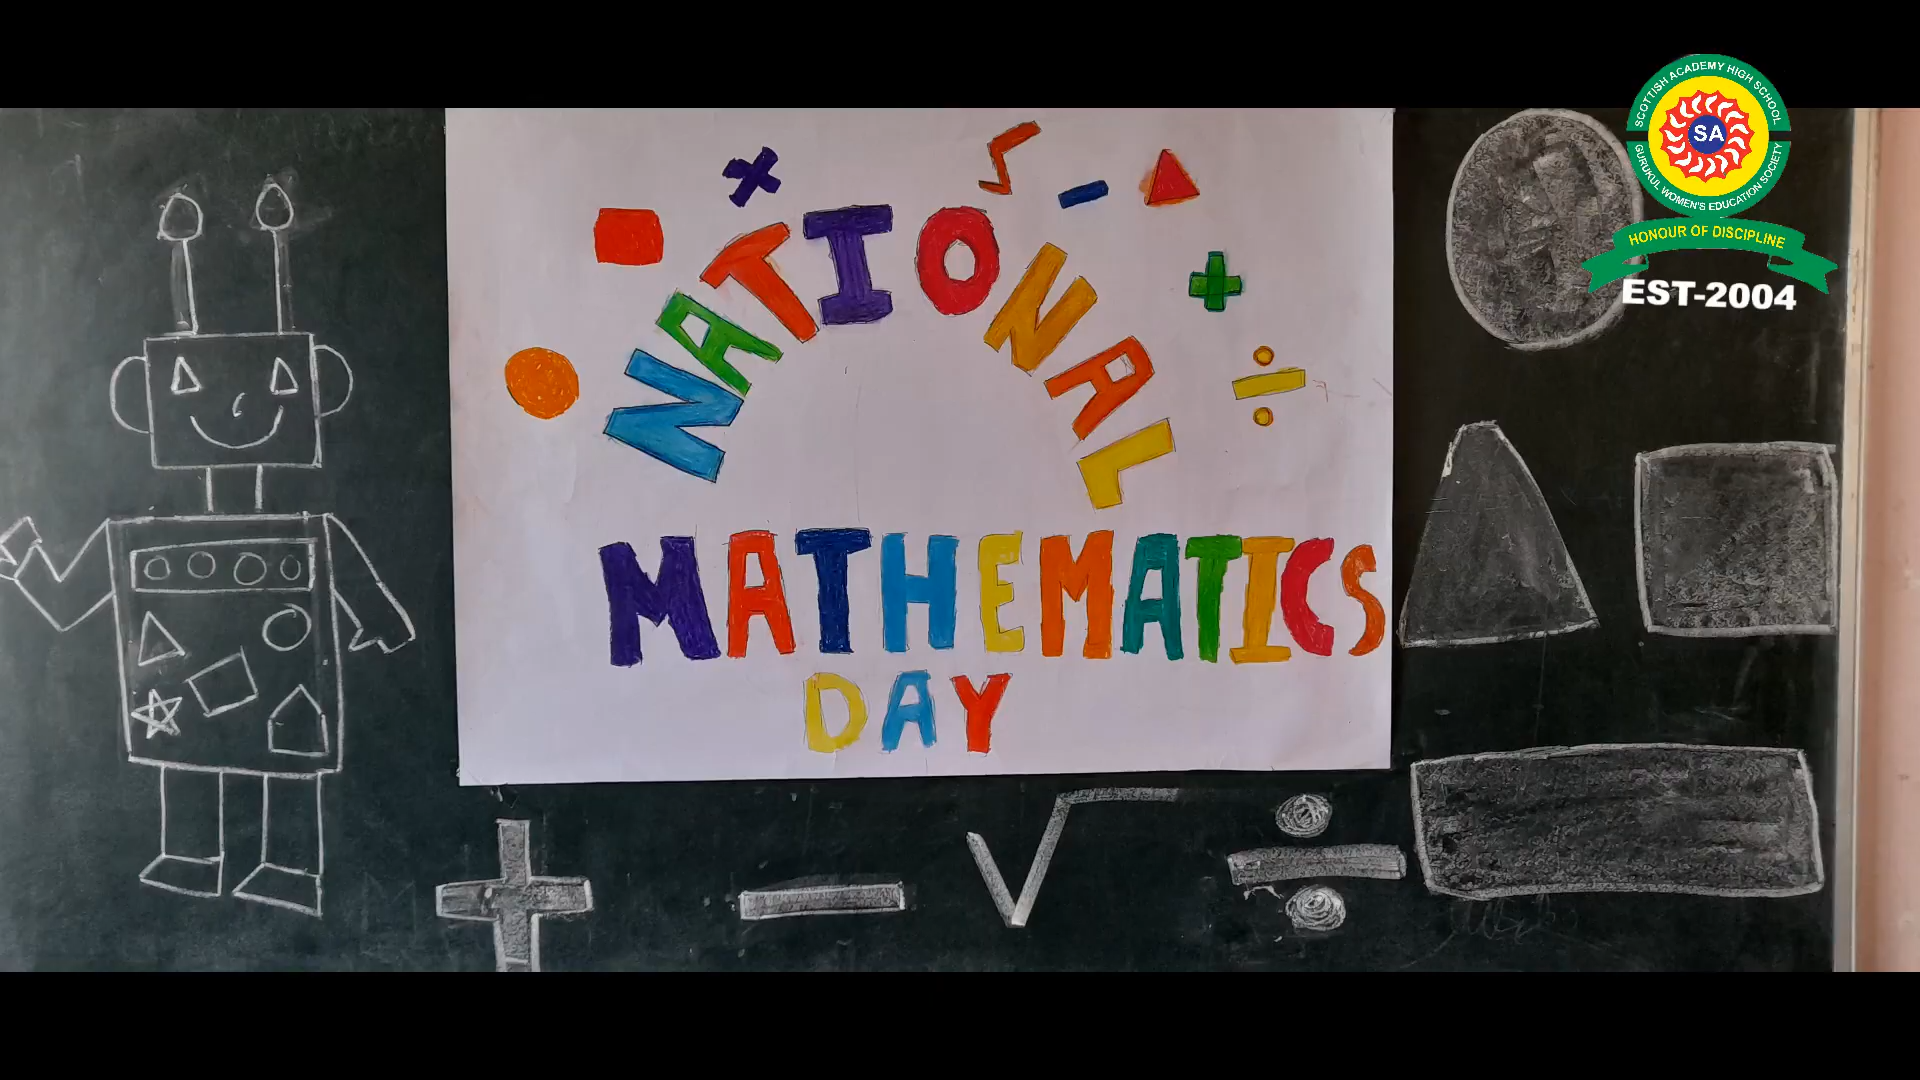 NATIONAL
MATHEMATICS
DAY
SCOTTISH ACADEMY HIGH SCHOOL
SA
GURUKUL WOMEN'S EDUCATION SOCIETY
HONOUR OF DISCIPLINE
EST-2004